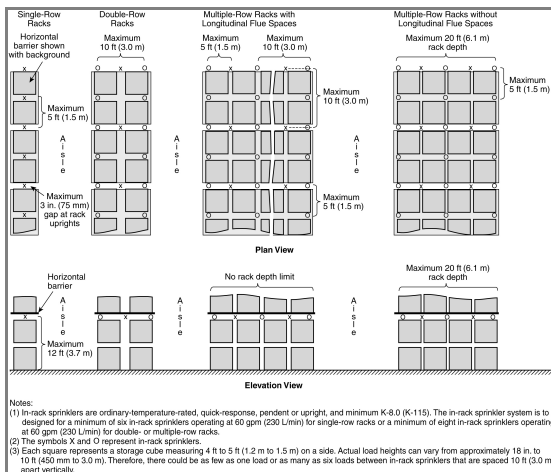 Single-Row
Racks
Double-Row
Racks
Multiple-Row Racks with
Longitudinal Flue Spaces
Multiple-Row Racks without
Longitudinal Flue Spaces
Horizontal
barrier shown
with background
Maximum
10 ft (3.0 m)
Maximum
5 ft (1.5 m)
Maximum
10 ft (3.0 m)
Maximum 20 ft (6.1 m)
rack depth
x
O x O
O x O x O
O x O x O
Maximum
5 ft (1.5 m)
Maximum
10 ft (3.0 m)
Maximum
5 ft (1.5 m)
Aisle
Aisle
Aisle
Maximum
3 in. (75 mm)
gap at rack
uprights
Maximum
5 ft (1.5 m)
Plan View
Horizontal
barrier
No rack depth limit
Maximum 20 ft (6.1 m)
rack depth
Aisle
Aisle
Aisle
x
O x O
O x O x O
O x O x O
Maximum
12 ft (3.7 m)
Elevation View
Notes:
(1) In-rack sprinklers are ordinary-temperature-rated, quick-response, pendent or upright, and minimum K-8.0 (K-115). The in-rack sprinkler system is to
designed for a minimum of six in-rack sprinklers operating at 60 gpm (230 L/min) for single-row racks or a minimum of eight in-rack sprinklers operating
at 60 gpm (230 L/min) for double- or multiple-row racks.
(2) The symbols X and O represent in-rack sprinklers.
(3) Each square represents a storage cube measuring 4 ft to 5 ft (1.2 m to 1.5 m) on a side. Actual load heights can vary from approximately 18 in. to
10 ft (450 mm to 3.0 m). Therefore, there could be as few as one load or as many as six loads between in-rack sprinklers that are spaced 10 ft (3.0 m)
apart vertically.